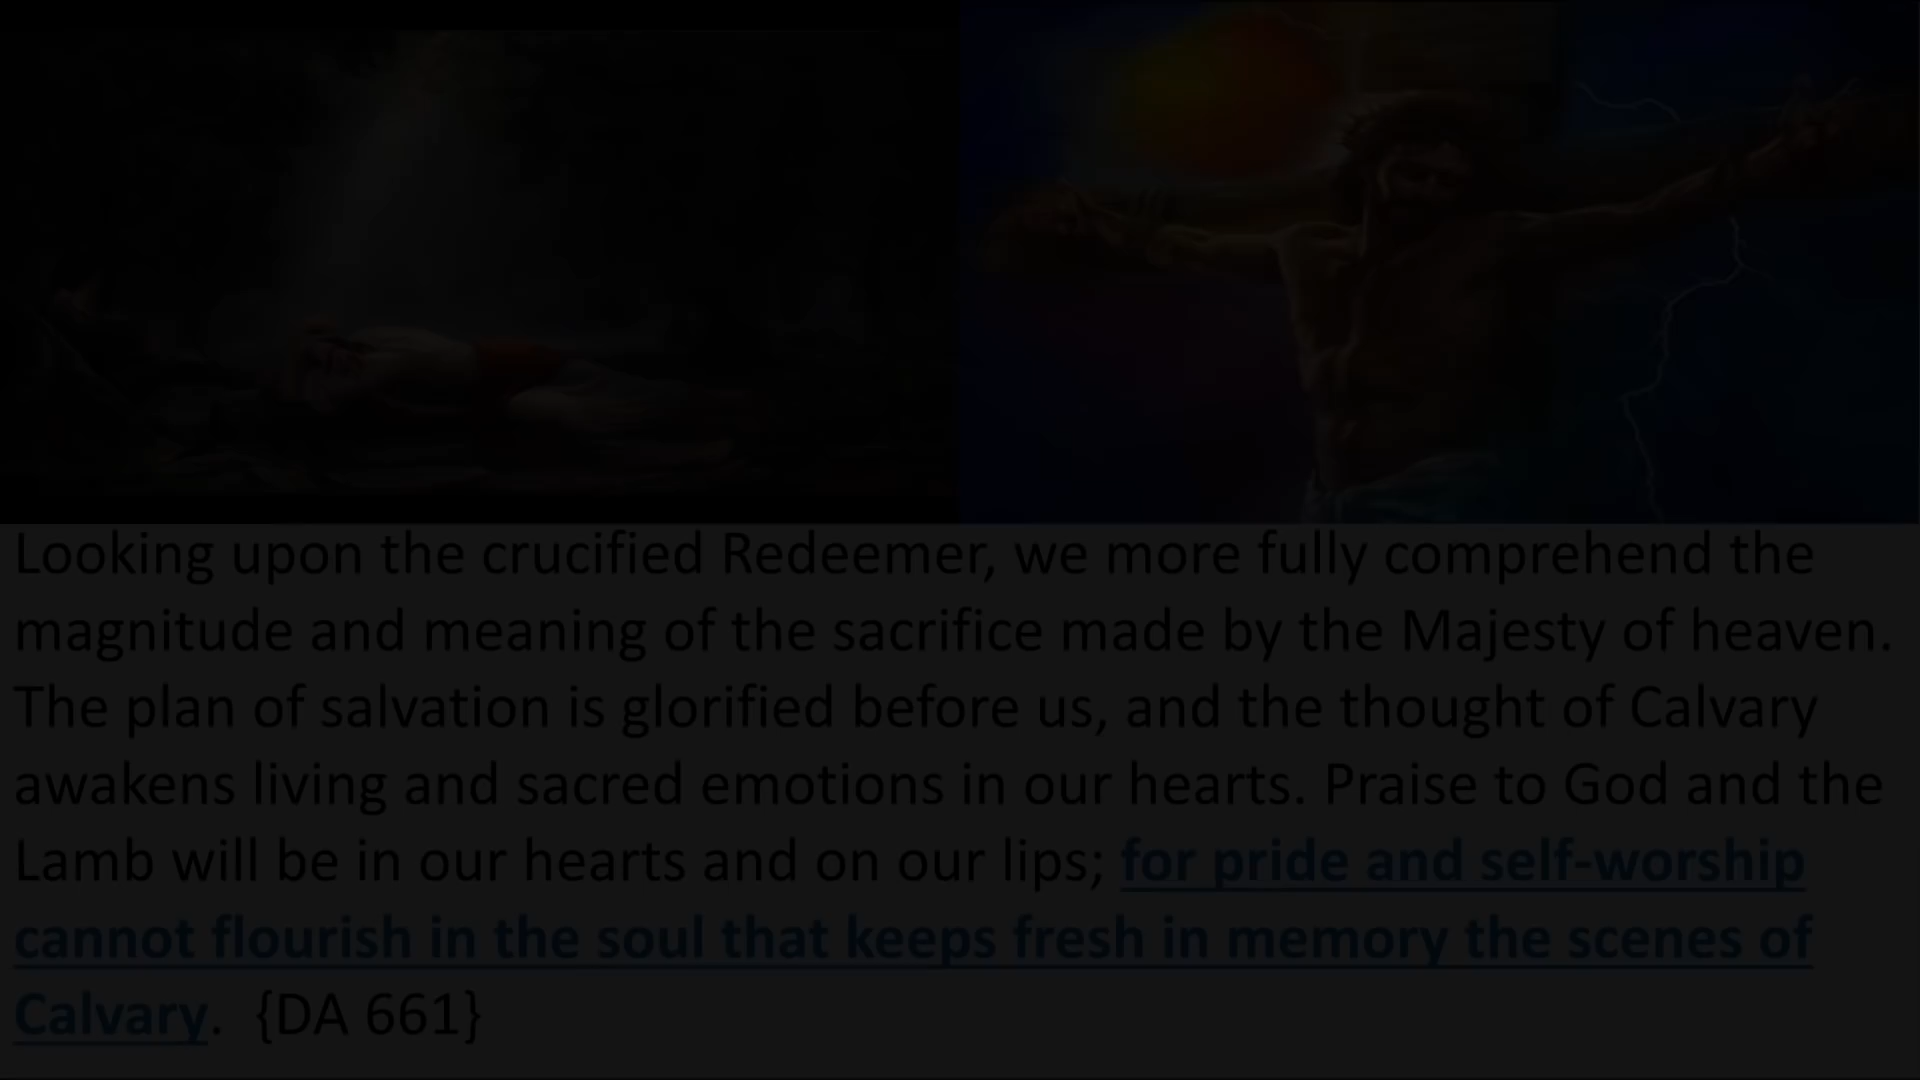 Looking upon the crucified Redeemer, we more fully comprehend the
magnitude and meaning of the sacrifice made by the Majesty of heaven.
The plan of salvation is glorified before us, and the thought of Calvary
awakens living and sacred emotions in our hearts. Praise to God and the
Lamb will be in our hearts and on our lips; for pride and self-worship
cannot flourish in the soul that keeps fresh in memory the scenes of
Calvary.  {DA 661}